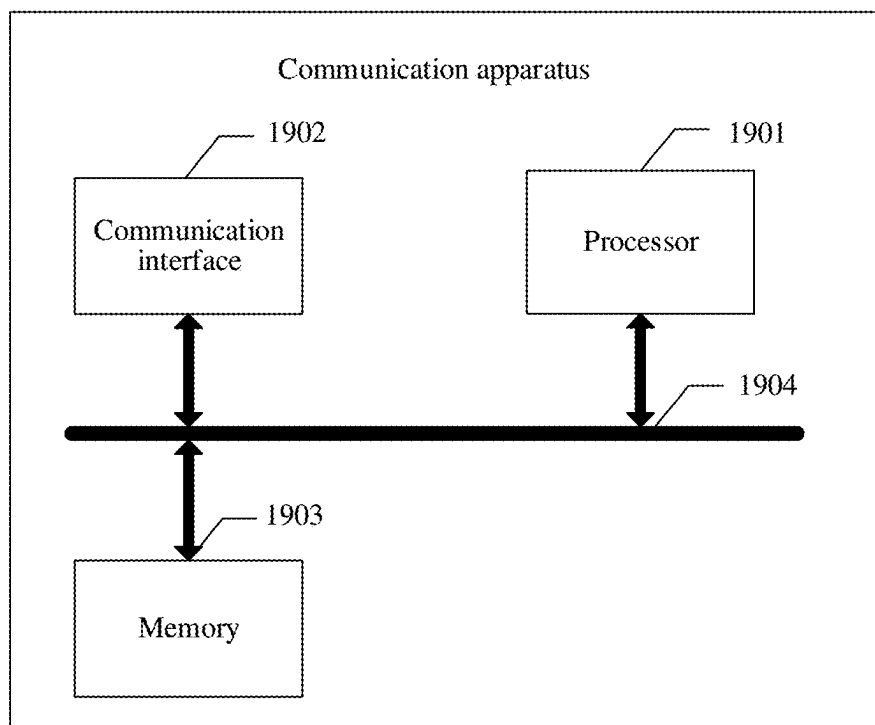 Communication apparatus
1902
1901
Communication
interface
Processor
1904
1903
Memory